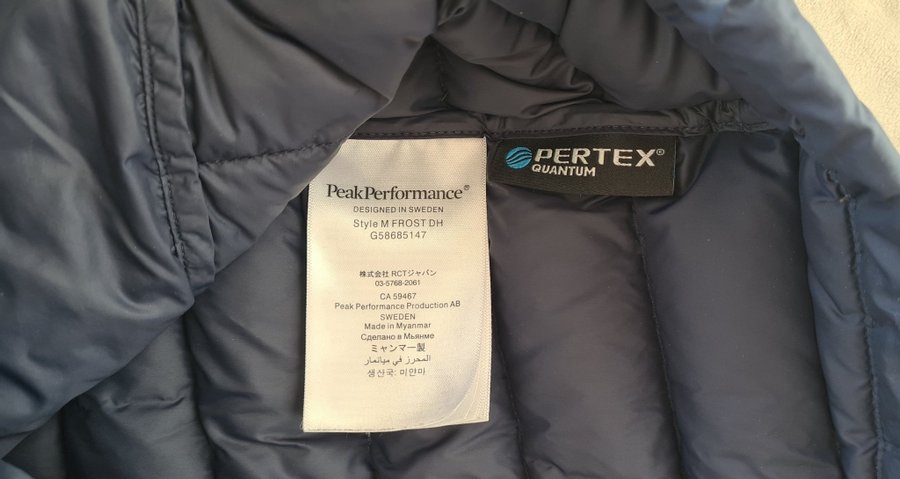 PeakPerformance®
DESIGNED IN SWEDEN
Style M FROST DH
G58685147
株式会社 RCTジャパン
03-5768-2061
CA 59467
Peak Performance Production AB
SWEDEN
Made in Myanmar
Сделано в Мьянме
ミャンマー製
المحرز في ميانمار
생산국: 미얀마
PERTEX®
QUANTUM